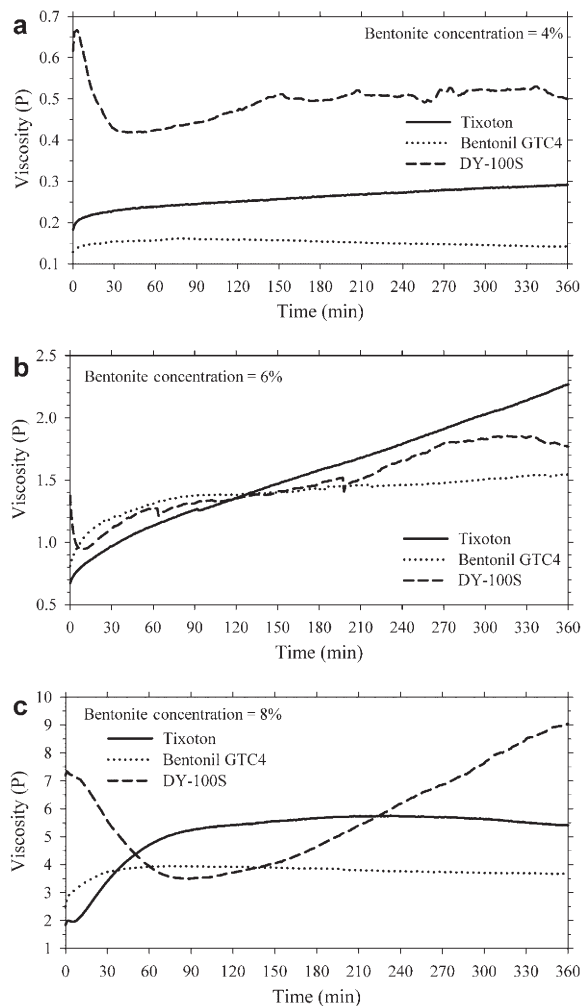 a
Bentonite concentration = 4%
Viscosity (P)
0.7
0.6
0.5
0.4
0.3
0.2
0.1
Tixoton
Bentonil GTC4
DY-100S
0 30 60 90 120 150 180 210 240 270 300 330 360
Time (min)
b
Bentonite concentration = 6%
Viscosity (P)
2.5
2.0
1.5
1.0
0.5
Tixoton
Bentonil GTC4
DY-100S
0 30 60 90 120 150 180 210 240 270 300 330 360
Time (min)
c
Bentonite concentration = 8%
Tixoton
Bentonil GTC4
DY-100S
Viscosity (P)
10
9
8
7
6
5
4
3
2
1
0 30 60 90 120 150 180 210 240 270 300 330 360
Time (min)